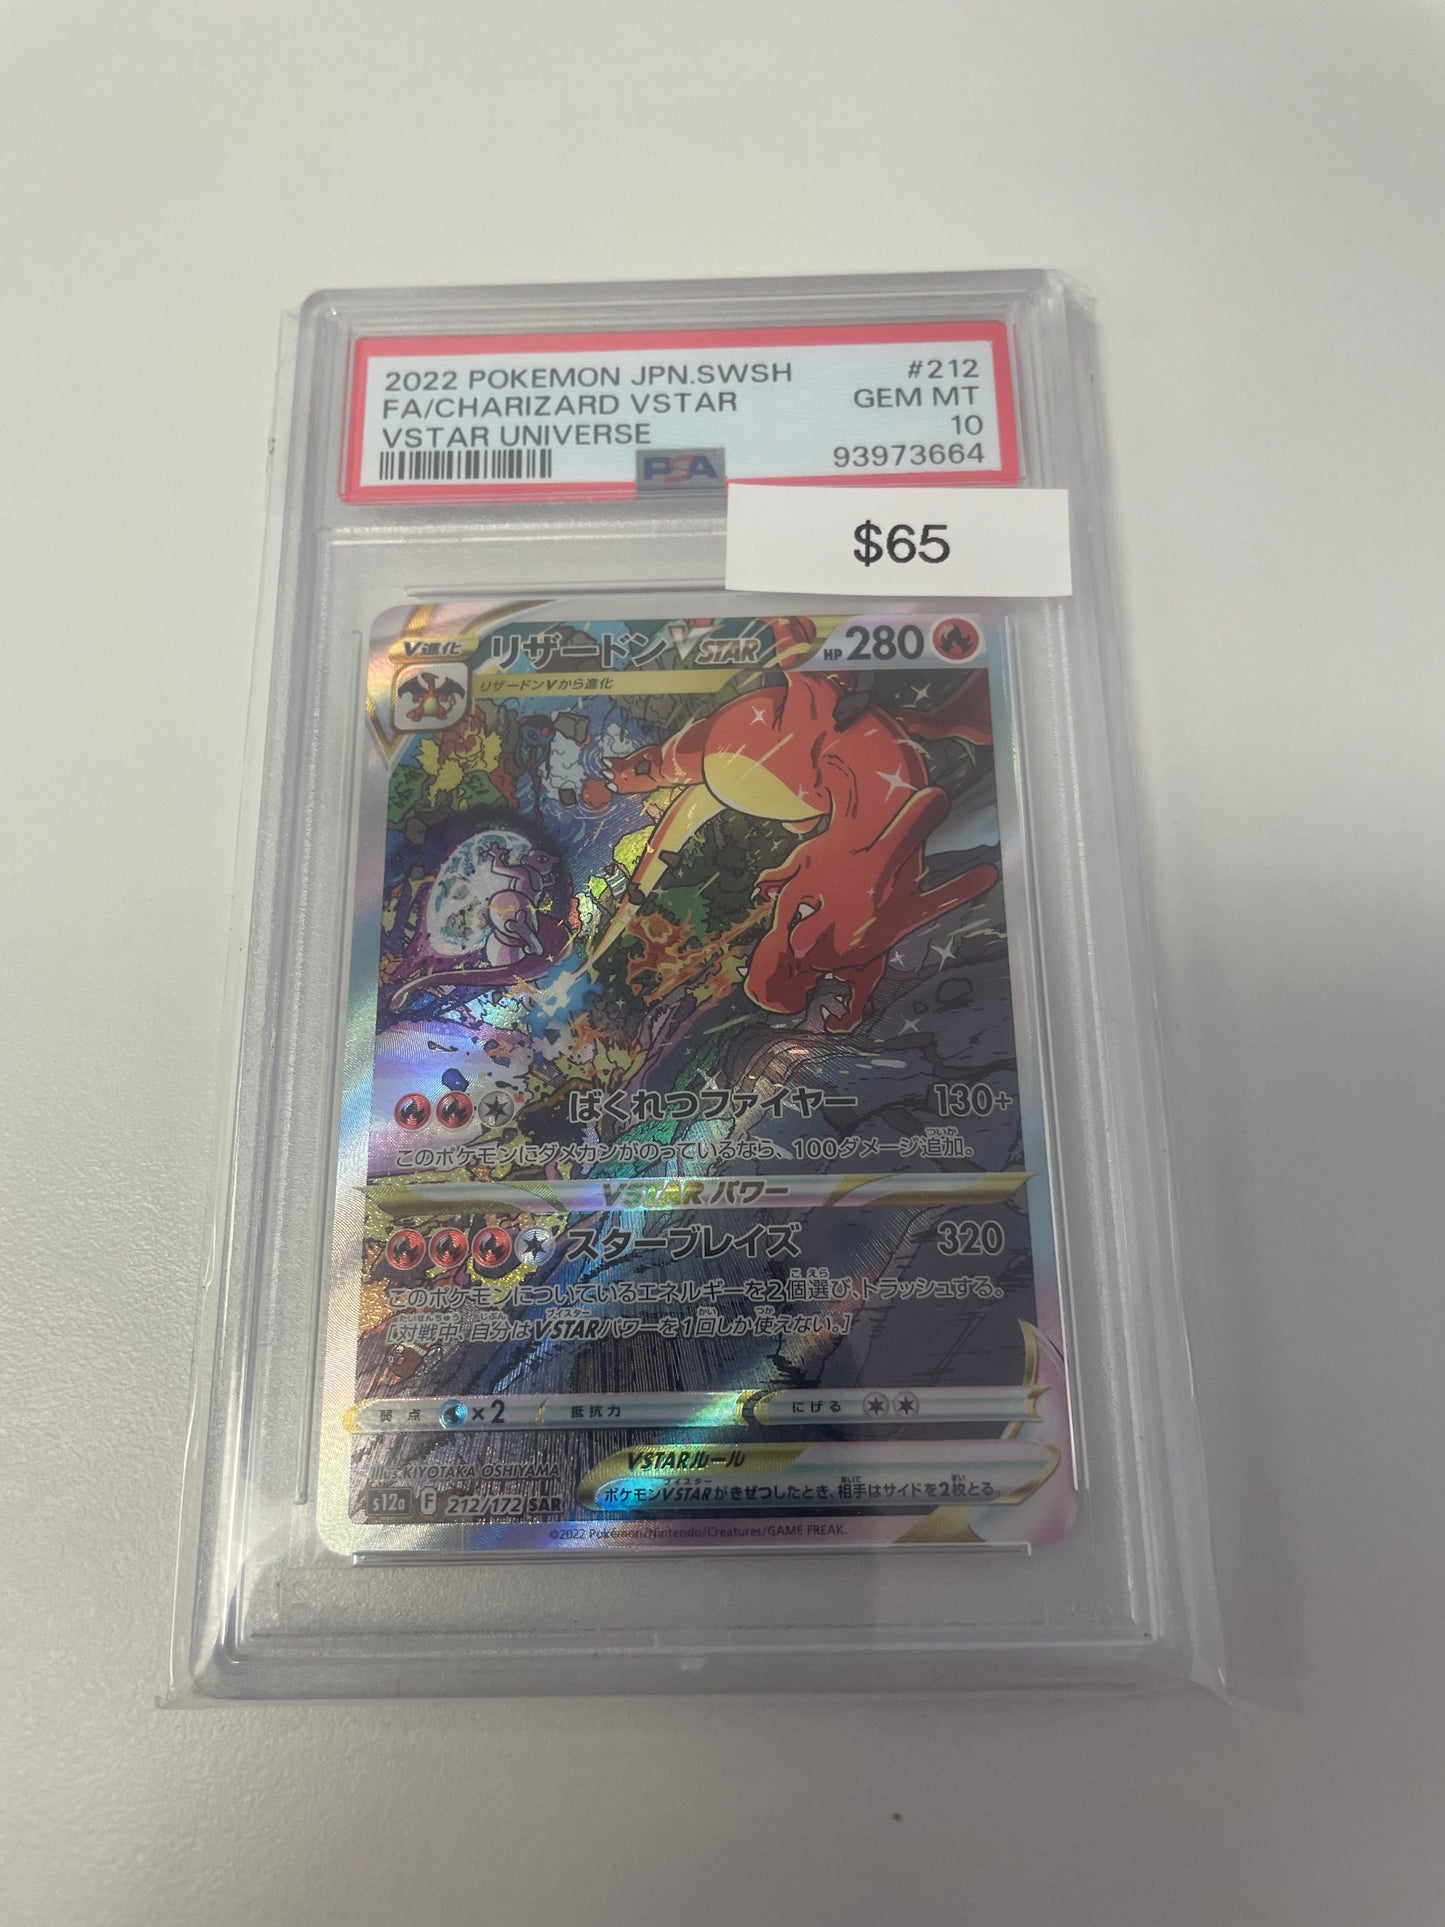 2022 POKEMON JPN.SWSH #212
FA/CHARIZARD VSTAR GEM MT
VSTAR UNIVERSE 10
PSA 93973664
$65
V進化 リザードンVSTAR HP 280
リザードンVから進化
ばくれつファイヤー 130+
このポケモンにダメカンがのっているなら、100ダメージ追加。
VSTARパワー
スターブレイズ 320
このポケモンについているエネルギーを2個選び、トラッシュする。
[対戦中、自分はVSTARパワーを1回しか使えない。]
弱点 ×2 抵抗力 にげる
VSTARルール
ポケモンVSTARがきぜつしたとき、相手はサイドを2枚とる。
Illus. KIYOTAKA OSHIYAMA
s12a F 212/172 SAR
©2022 Pokémon/Nintendo/Creatures/GAME FREAK.